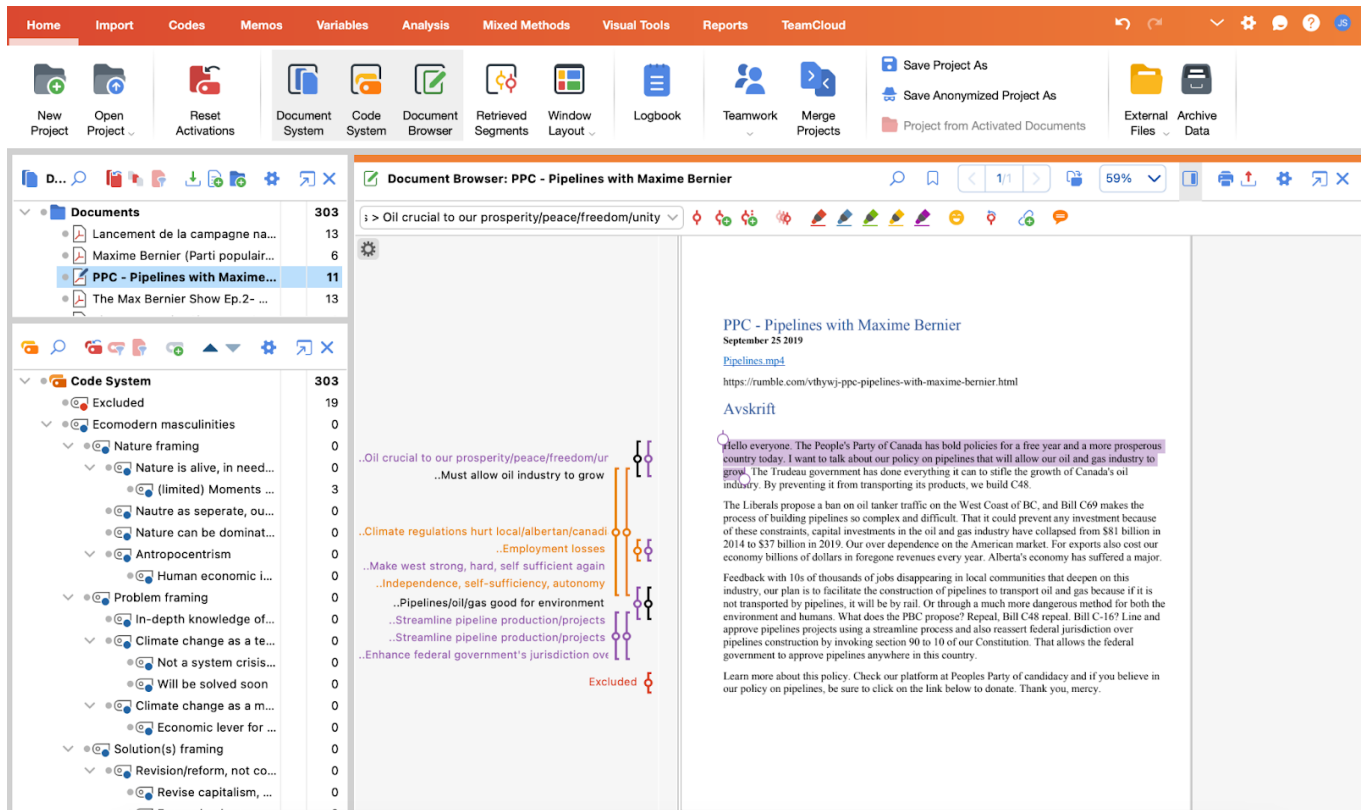 Home Import Codes Memos Variables Analysis Mixed Methods Visual Tools Reports TeamCloud JS
New Project
Open Project
Reset Activations
Document System
Code System
Document Browser
Retrieved Segments
Window Layout
Logbook
Teamwork
Merge Projects
Save Project As
Save Anonymized Project As
Project from Activated Documents
External Files
Archive Data
D...
Documents 303
Lancement de la campagne na... 13
Maxime Bernier (Parti populair... 6
PPC - Pipelines with Maxime... 11
The Max Bernier Show Ep.2- ... 13
Code System 303
Excluded 19
Ecomodern masculinities 0
Nature framing 0
Nature is alive, in need... 0
(limited) Moments ... 3
Nautre as seperate, ou... 0
Nature can be dominat... 0
Antropocentrism 0
Human economic i... 0
Problem framing 0
In-depth knowledge of... 0
Climate change as a te... 0
Not a system crisis... 0
Will be solved soon 0
Climate change as a m... 0
Economic lever for ... 0
Solution(s) framing 0
Revision/reform, not co... 0
Revise capitalism, ... 0
Document Browser: PPC - Pipelines with Maxime Bernier
1/1
59%
> Oil crucial to our prosperity/peace/freedom/unity
..Oil crucial to our prosperity/peace/freedom/ur
..Must allow oil industry to grow
..Climate regulations hurt local/albertan/canadi
..Employment losses
..Make west strong, hard, self sufficient again
..Independence, self-sufficiency, autonomy
..Pipelines/oil/gas good for environment
..Streamline pipeline production/projects
..Streamline pipeline production/projects
..Enhance federal government's jurisdiction ove
Excluded
PPC - Pipelines with Maxime Bernier
September 25 2019
Pipelines.mp4
https://rumble.com/vthywj-ppc-pipelines-with-maxime-bernier.html
Avskrift
Hello everyone. The People's Party of Canada has bold policies for a free year and a more prosperous
country today. I want to talk about our policy on pipelines that will allow our oil and gas industry to
grow. The Trudeau government has done everything it can to stifle the growth of Canada's oil
industry. By preventing it from transporting its products, we build C48.
The Liberals propose a ban on oil tanker traffic on the West Coast of BC, and Bill C69 makes the
process of building pipelines so complex and difficult. That it could prevent any investment because
of these constraints, capital investments in the oil and gas industry have collapsed from $81 billion in
2014 to $37 billion in 2019. Our over dependence on the American market. For exports also cost our
economy billions of dollars in foregone revenues every year. Alberta's economy has suffered a major.
Feedback with 10s of thousands of jobs disappearing in local communities that deepen on this
industry, our plan is to facilitate the construction of pipelines to transport oil and gas because if it is
not transported by pipelines, it will be by rail. Or through a much more dangerous method for both the
environment and humans. What does the PBC propose? Repeal, Bill C48 repeal. Bill C-16? Line and
approve pipelines projects using a streamline process and also reassert federal jurisdiction over
pipelines construction by invoking section 90 to 10 of our Constitution. That allows the federal
government to approve pipelines anywhere in this country.
Learn more about this policy. Check our platform at Peoples Party of candidacy and if you believe in
our policy on pipelines, be sure to click on the link below to donate. Thank you, mercy.